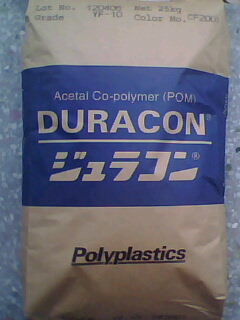 Lot No. 120406 Net 25kg
Grade YF-10 Color No. CF2001
Acetal Co-polymer (POM)
DURACON®
ジュラコン®
Polyplastics